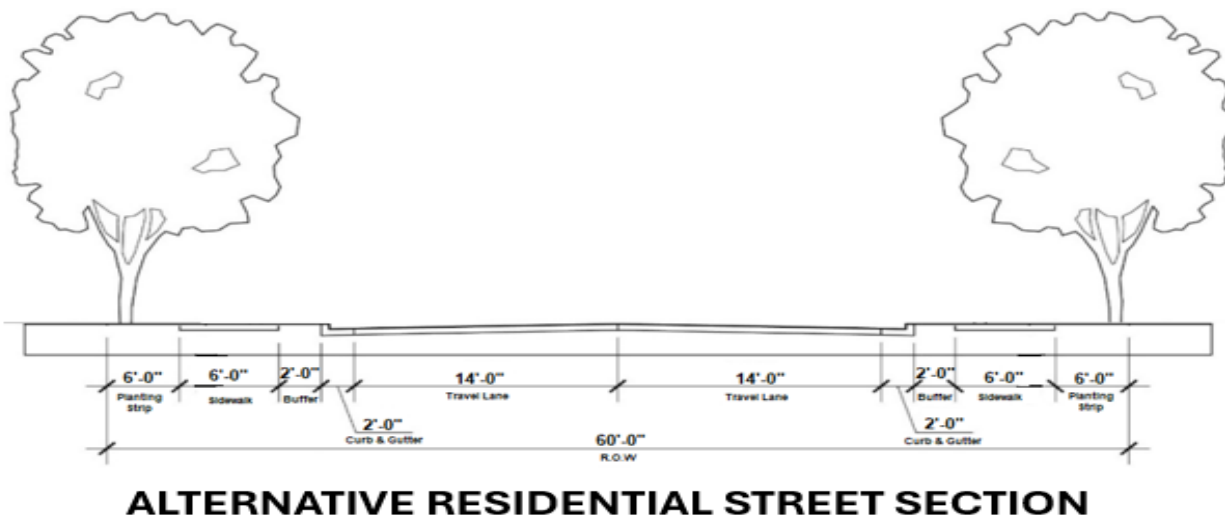 6'-0" 6'-0" 2'-0" 14'-0" 14'-0" 2'-0" 6'-0" 6'-0"
Planting Strip Sidewalk Buffer Travel Lane Travel Lane Buffer Sidewalk Planting Strip
2'-0" 2'-0"
Curb & Gutter Curb & Gutter
60'-0"
R.O.W
ALTERNATIVE RESIDENTIAL STREET SECTION